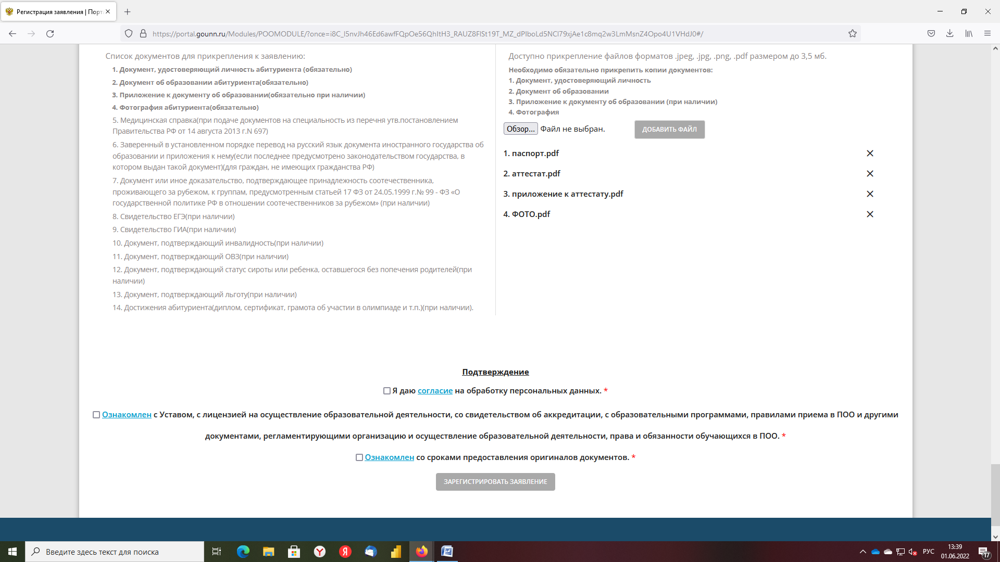 Регистрация заявления | Порт
https://portal.gounn.ru/Modules/POOMODULE/?once=i8C_l5nvJh46Ed6awfFQpOe56QhItH3_RAUZ8FlSt19T_MZ_dPIboLd5NCl79xjAe1c8mq2w3LmMsnZ4Opo4U1VHdJ0#/
Список документов для прикрепления к заявлению:
1. Документ, удостоверяющий личность абитуриента (обязательно)
2. Документ об образовании абитуриента(обязательно)
3. Приложение к документу об образовании(обязательно при наличии)
4. Фотография абитуриента(обязательно)
5. Медицинская справка(при подаче документов на специальность из перечня утв.постановлением
Правительства РФ от 14 августа 2013 г.N 697)
6. Заверенный в установленном порядке перевод на русский язык документа иностранного государства об
образовании и приложения к нему(если последнее предусмотрено законодательством государства, в
котором выдан такой документ)(для граждан, не имеющих гражданства РФ)
7. Документ или иное доказательство, подтверждающее принадлежность соотечественника,
проживающего за рубежом, к группам, предусмотренным статьей 17 ФЗ от 24.05.1999 г.№ 99 - ФЗ «О
государственной политике РФ в отношении соотечественников за рубежом» (при наличии)
8. Свидетельство ЕГЭ(при наличии)
9. Свидетельство ГИА(при наличии)
10. Документ, подтверждающий инвалидность(при наличии)
11. Документ, подтверждающий ОВЗ(при наличии)
12. Документ, подтверждающий статус сироты или ребенка, оставшегося без попечения родителей(при
наличии)
13. Документ, подтверждающий льготу(при наличии)
14. Достижения абитуриента(диплом, сертификат, грамота об участии в олимпиаде и т.п.)(при наличии).
Доступно прикрепление файлов форматов .jpeg, .jpg, .png, .pdf размером до 3,5 мб.
Необходимо обязательно прикрепить копии документов:
1. Документ, удостоверяющий личность
2. Документ об образовании
3. Приложение к документу об образовании (при наличии)
4. Фотография
Обзор... Файл не выбран. ДОБАВИТЬ ФАЙЛ
1. паспорт.pdf
2. аттестат.pdf
3. приложение к аттестату.pdf
4. ФОТО.pdf
Подтверждение
Я даю согласие на обработку персональных данных. *
Ознакомлен с Уставом, с лицензией на осуществление образовательной деятельности, со свидетельством об аккредитации, с образовательными программами, правилами приема в ПОО и другими
документами, регламентирующими организацию и осуществление образовательной деятельности, права и обязанности обучающихся в ПОО. *
Ознакомлен со сроками предоставления оригиналов документов. *
ЗАРЕГИСТРИРОВАТЬ ЗАЯВЛЕНИЕ
Введите здесь текст для поиска
РУС
13:39
01.06.2022
17